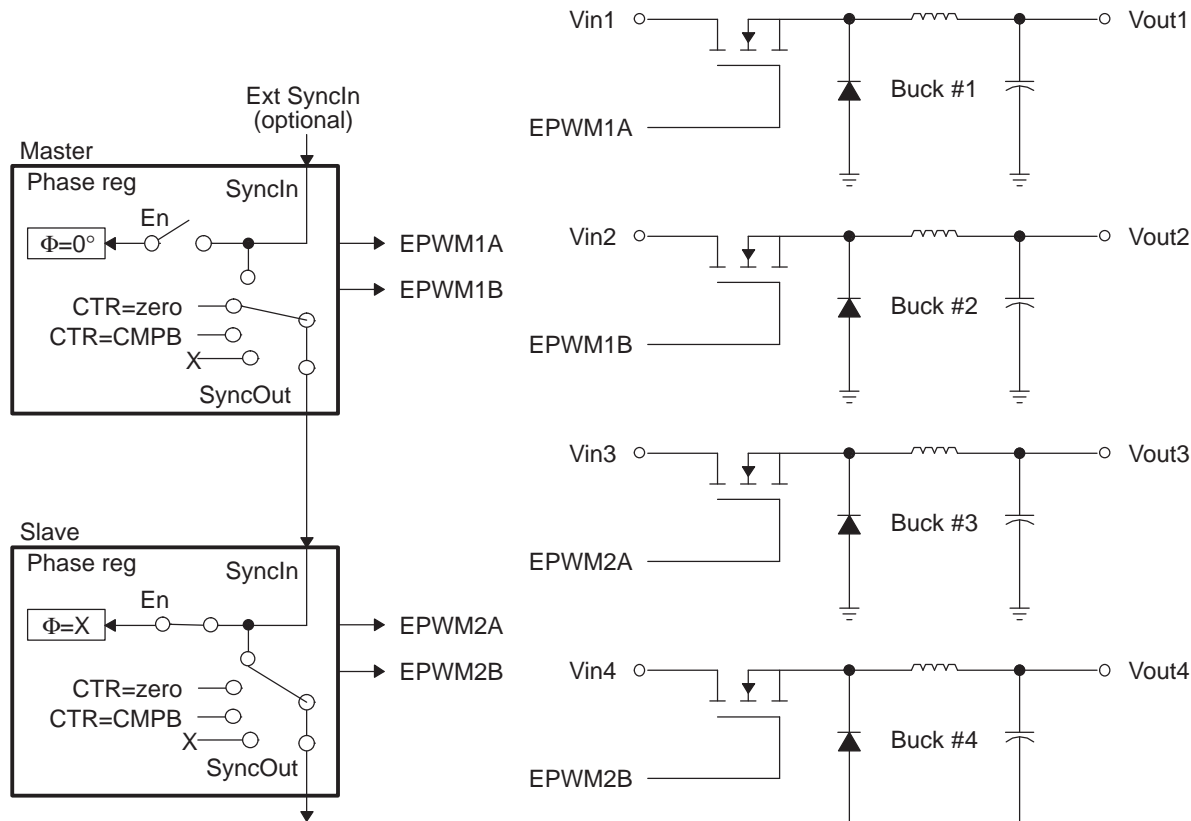 Ext SyncIn
(optional)
Master
Phase reg
SyncIn
En
Φ=0°
EPWM1A
EPWM1B
CTR=zero
CTR=CMPB
X
SyncOut
Slave
Phase reg
SyncIn
En
Φ=X
EPWM2A
EPWM2B
CTR=zero
CTR=CMPB
X
SyncOut
Vin1
Vout1
Buck #1
EPWM1A
Vin2
Vout2
Buck #2
EPWM1B
Vin3
Vout3
Buck #3
EPWM2A
Vin4
Vout4
Buck #4
EPWM2B